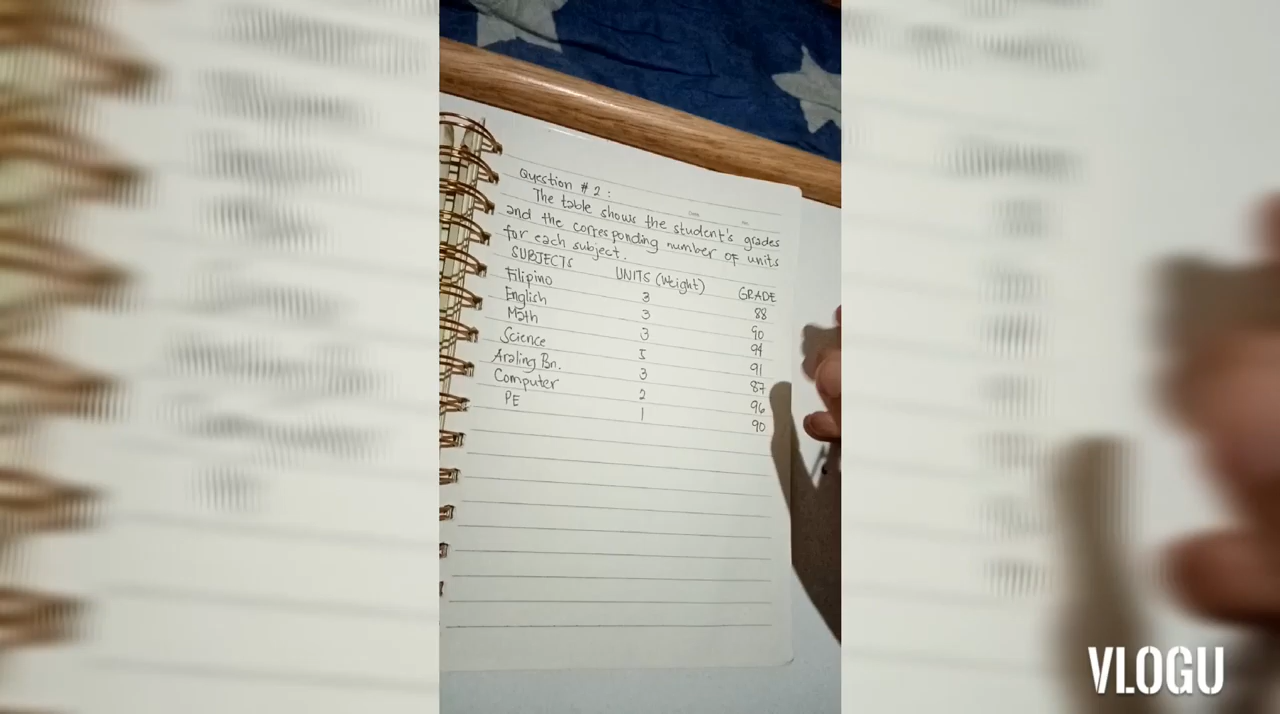 Question # 2 :
The table shows the student's grades
and the corresponding number of units
for each subject.
SUBJECTS UNITS (Weight) GRADE
Filipino 3 88
English 3 90
Math 3 94
Science 5 91
Araling Pn. 3 87
Computer 2 96
PE 1 90
VLOGU